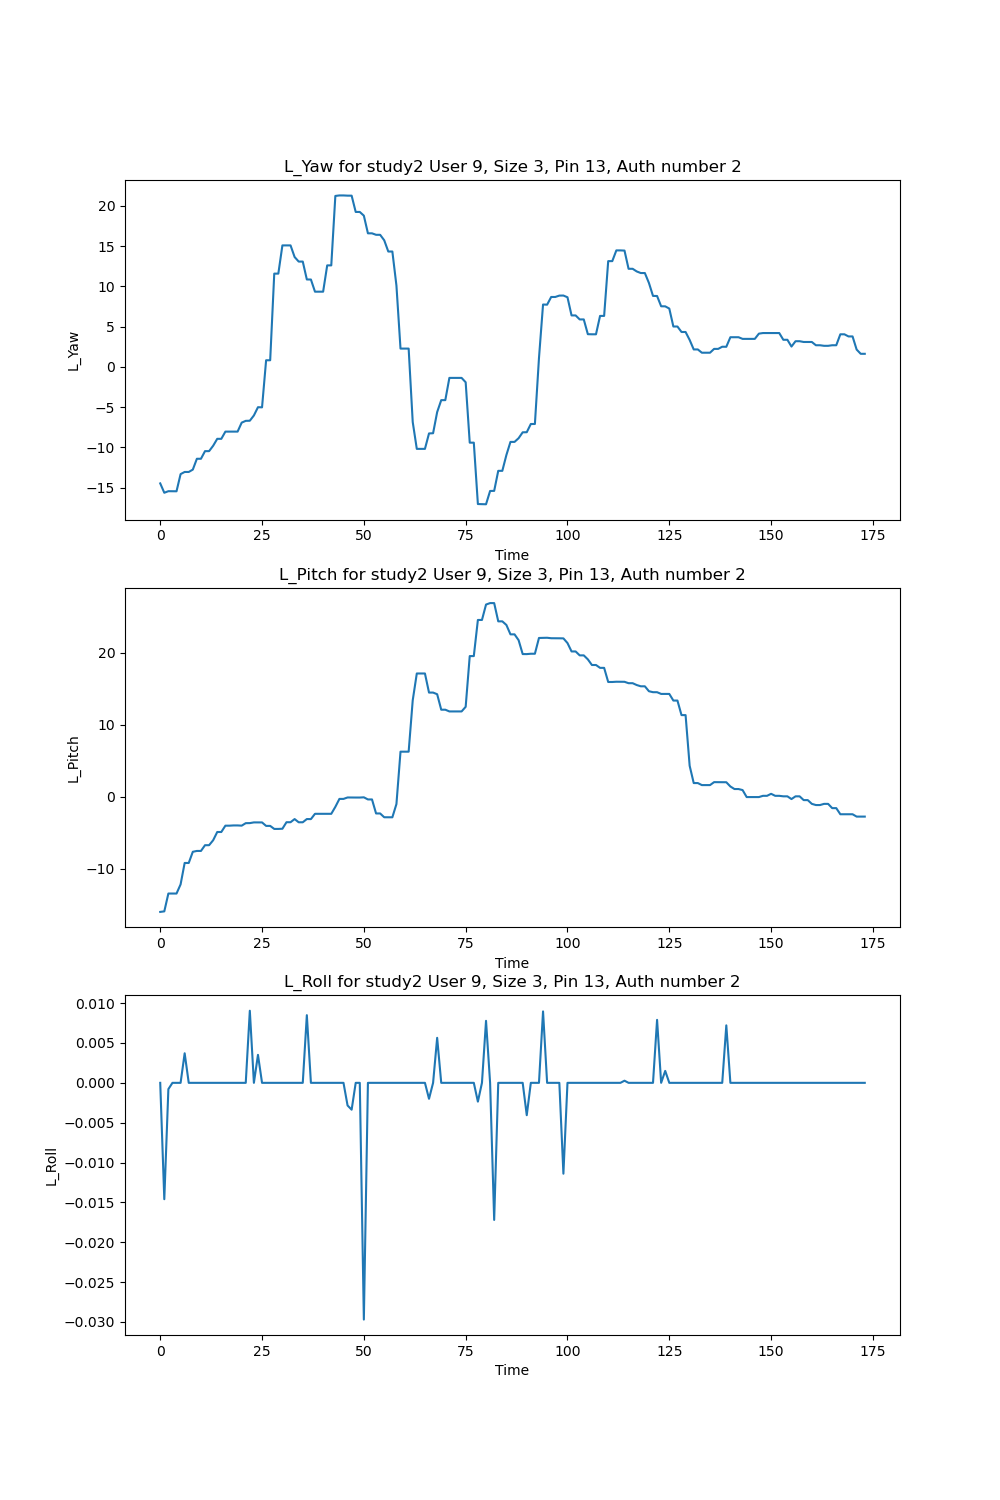 L_Yaw for study2 User 9, Size 3, Pin 13, Auth number 2
20
15
10
5
0
−5
−10
−15
L_Yaw
0 25 50 75 100 125 150 175
Time
L_Pitch for study2 User 9, Size 3, Pin 13, Auth number 2
20
10
0
−10
L_Pitch
0 25 50 75 100 125 150 175
Time
L_Roll for study2 User 9, Size 3, Pin 13, Auth number 2
0.010
0.005
0.000
−0.005
−0.010
−0.015
−0.020
−0.025
−0.030
L_Roll
0 25 50 75 100 125 150 175
Time